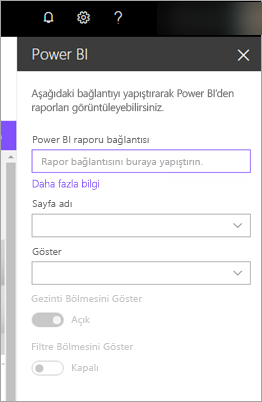 Power BI
Aşağıdaki bağlantıyı yapıştırarak Power BI'den
raporları görüntüleyebilirsiniz.
Power BI raporu bağlantısı
Rapor bağlantısını buraya yapıştırın.
Daha fazla bilgi
Sayfa adı
Göster
Gezinti Bölmesini Göster
Açık
Filtre Bölmesini Göster
Kapalı